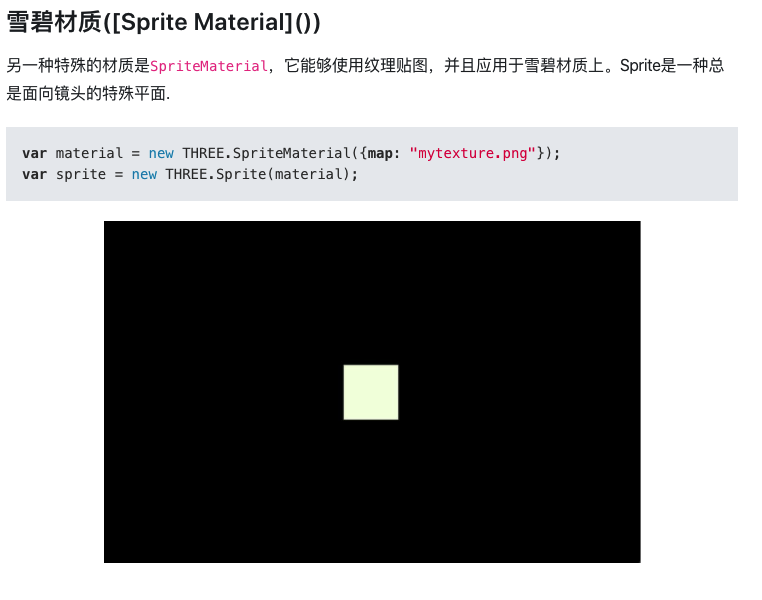 雪碧材质([Sprite Material]())
另一种特殊的材质是SpriteMaterial，它能够使用纹理贴图，并且应用于雪碧材质上。Sprite是一种总
是面向镜头的特殊平面.
var material = new THREE.SpriteMaterial({map: "mytexture.png"});
var sprite = new THREE.Sprite(material);